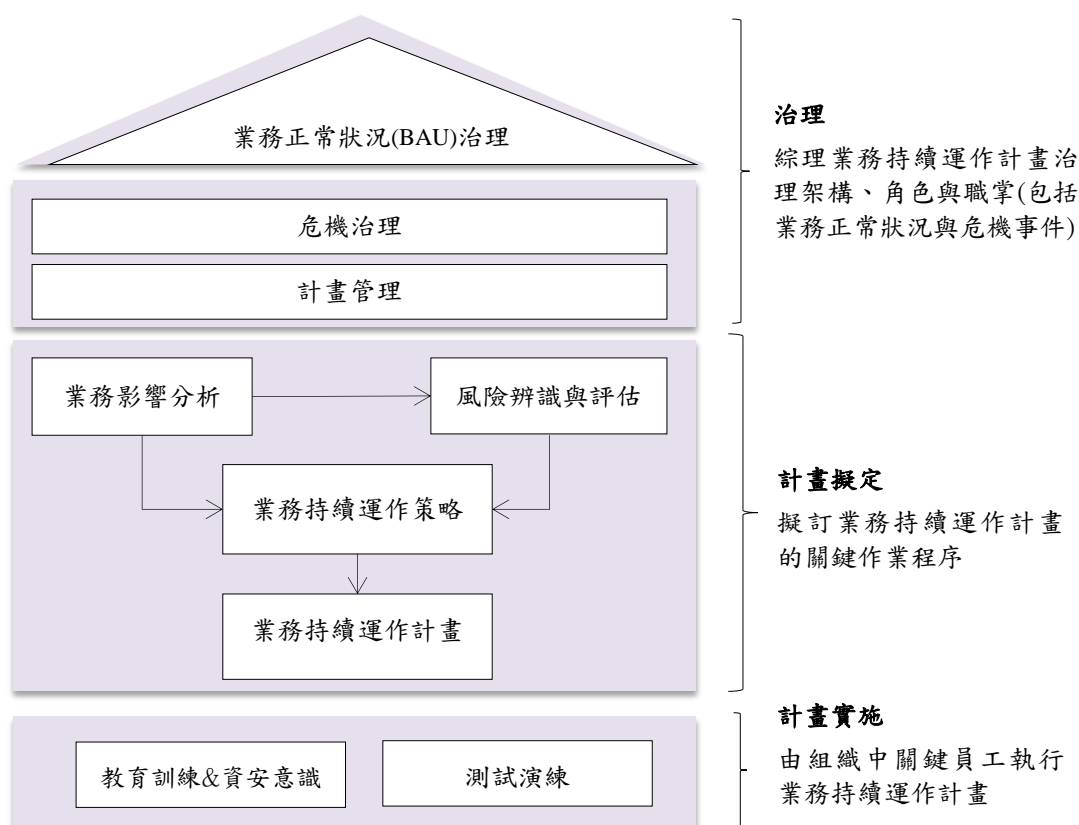 業務正常狀況(BAU)治理
危機治理
計畫管理
治理
綜理業務持續運作計畫治
理架構、角色與職掌(包括
業務正常狀況與危機事件)
業務影響分析
風險辨識與評估
業務持續運作策略
業務持續運作計畫
計畫擬定
擬訂業務持續運作計畫
的關鍵作業程序
教育訓練&資安意識
測試演練
計畫實施
由組織中關鍵員工執行
業務持續運作計畫